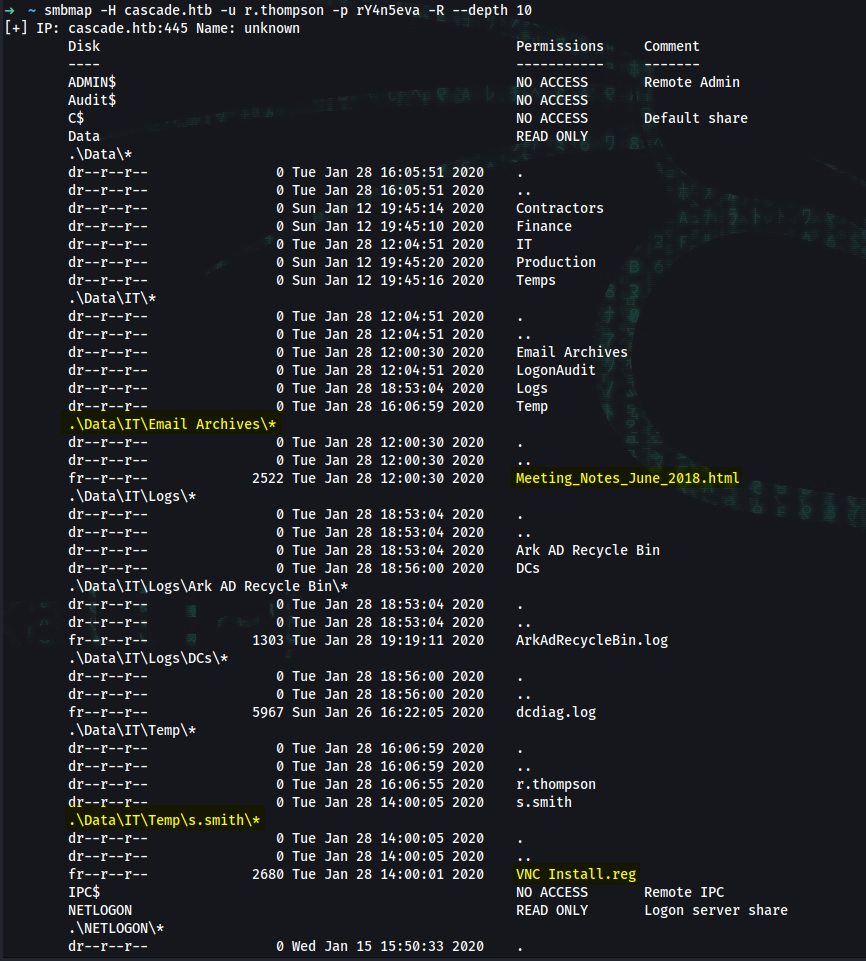 ➜  ~ smbmap -H cascade.htb -u r.thompson -p rY4n5eva -R --depth 10
[+] IP: cascade.htb:445 Name: unknown
Disk Permissions Comment
---- ----------- -------
ADMIN$ NO ACCESS Remote Admin
Audit$ NO ACCESS
C$ NO ACCESS Default share
Data READ ONLY
.\Data\*
dr--r--r-- 0 Tue Jan 28 16:05:51 2020 .
dr--r--r-- 0 Tue Jan 28 16:05:51 2020 ..
dr--r--r-- 0 Sun Jan 12 19:45:14 2020 Contractors
dr--r--r-- 0 Sun Jan 12 19:45:10 2020 Finance
dr--r--r-- 0 Tue Jan 28 12:04:51 2020 IT
dr--r--r-- 0 Sun Jan 12 19:45:20 2020 Production
dr--r--r-- 0 Sun Jan 12 19:45:16 2020 Temps
.\Data\IT\*
dr--r--r-- 0 Tue Jan 28 12:04:51 2020 .
dr--r--r-- 0 Tue Jan 28 12:04:51 2020 ..
dr--r--r-- 0 Tue Jan 28 12:00:30 2020 Email Archives
dr--r--r-- 0 Tue Jan 28 12:04:51 2020 LogonAudit
dr--r--r-- 0 Tue Jan 28 18:53:04 2020 Logs
dr--r--r-- 0 Tue Jan 28 16:06:59 2020 Temp
.\Data\IT\Email Archives\*
dr--r--r-- 0 Tue Jan 28 12:00:30 2020 .
dr--r--r-- 0 Tue Jan 28 12:00:30 2020 ..
fr--r--r-- 2522 Tue Jan 28 12:00:30 2020 Meeting_Notes_June_2018.html
.\Data\IT\Logs\*
dr--r--r-- 0 Tue Jan 28 18:53:04 2020 .
dr--r--r-- 0 Tue Jan 28 18:53:04 2020 ..
dr--r--r-- 0 Tue Jan 28 18:53:04 2020 Ark AD Recycle Bin
dr--r--r-- 0 Tue Jan 28 18:56:00 2020 DCs
.\Data\IT\Logs\Ark AD Recycle Bin\*
dr--r--r-- 0 Tue Jan 28 18:53:04 2020 .
dr--r--r-- 0 Tue Jan 28 18:53:04 2020 ..
fr--r--r-- 1303 Tue Jan 28 19:19:11 2020 ArkAdRecycleBin.log
.\Data\IT\Logs\DCs\*
dr--r--r-- 0 Tue Jan 28 18:56:00 2020 .
dr--r--r-- 0 Tue Jan 28 18:56:00 2020 ..
fr--r--r-- 5967 Sun Jan 26 16:22:05 2020 dcdiag.log
.\Data\IT\Temp\*
dr--r--r-- 0 Tue Jan 28 16:06:59 2020 .
dr--r--r-- 0 Tue Jan 28 16:06:59 2020 ..
dr--r--r-- 0 Tue Jan 28 16:06:55 2020 r.thompson
dr--r--r-- 0 Tue Jan 28 14:00:05 2020 s.smith
.\Data\IT\Temp\s.smith\*
dr--r--r-- 0 Tue Jan 28 14:00:05 2020 .
dr--r--r-- 0 Tue Jan 28 14:00:05 2020 ..
fr--r--r-- 2680 Tue Jan 28 14:00:01 2020 VNC Install.reg
IPC$ NO ACCESS Remote IPC
NETLOGON READ ONLY Logon server share
.\NETLOGON\*
dr--r--r-- 0 Wed Jan 15 15:50:33 2020 .